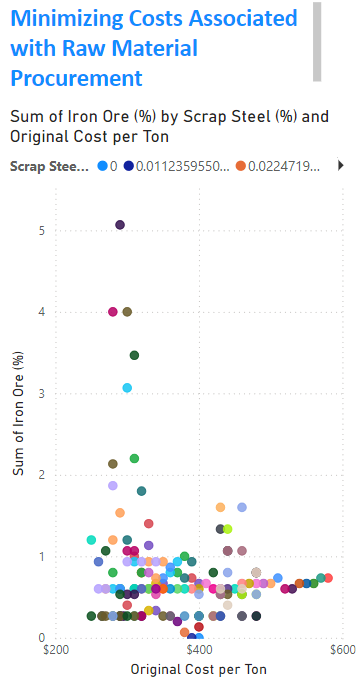 Minimizing Costs Associated
with Raw Material
Procurement
Sum of Iron Ore (%) by Scrap Steel (%) and
Original Cost per Ton
Scrap Stee... 0 0.0112359550... 0.0224719...
5
4
3
2
1
0
Sum of Iron Ore (%)
$200 $400 $600
Original Cost per Ton